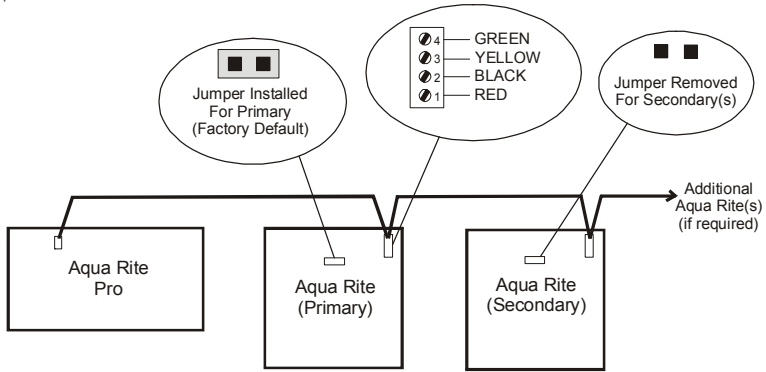 Jumper Installed
For Primary
(Factory Default)
4 GREEN
3 YELLOW
2 BLACK
1 RED
Jumper Removed
For Secondary(s)
Additional
Aqua Rite(s)
(if required)
Aqua Rite
Pro
Aqua Rite
(Primary)
Aqua Rite
(Secondary)